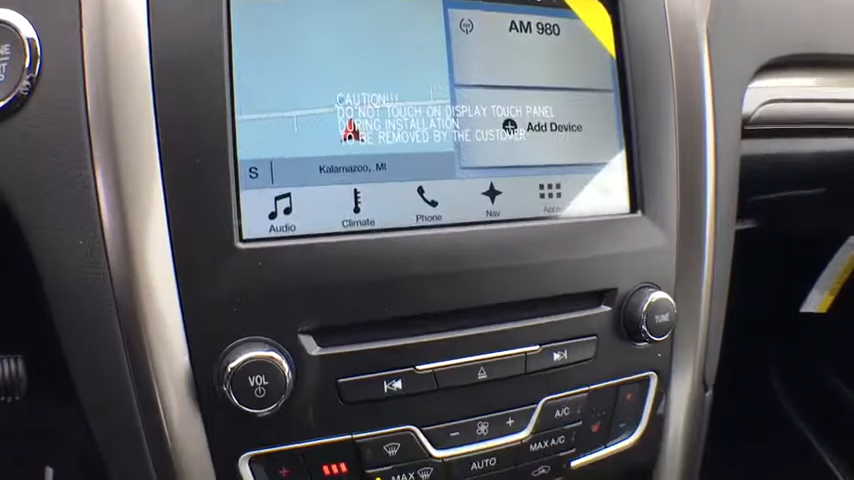 AM 980
CAUTION!!!
DO NOT TOUCH ON DISPLAY TOUCH PANEL
DURING INSTALLATION
TO BE REMOVED BY THE CUSTOMER
Add Device
S
Kalamazoo, MI
Audio
Climate
Phone
Nav
Apps
TUNE
VOL
A/C
MAX A/C
AUTO
MAX